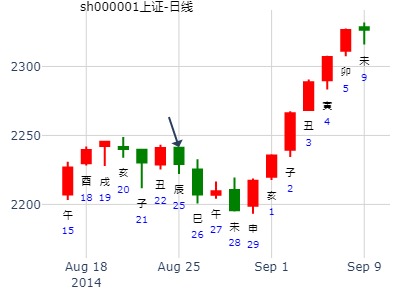 sh000001上证-日线
2300
2250
2200
午
15
酉
18
戌
19
亥
20
子
21
丑
22
辰
25
巳
26
午
27
未
28
申
29
亥
1
子
2
丑
3
寅
4
卯
5
未
9
Aug 18
2014
Aug 25
Sep 1
Sep 9